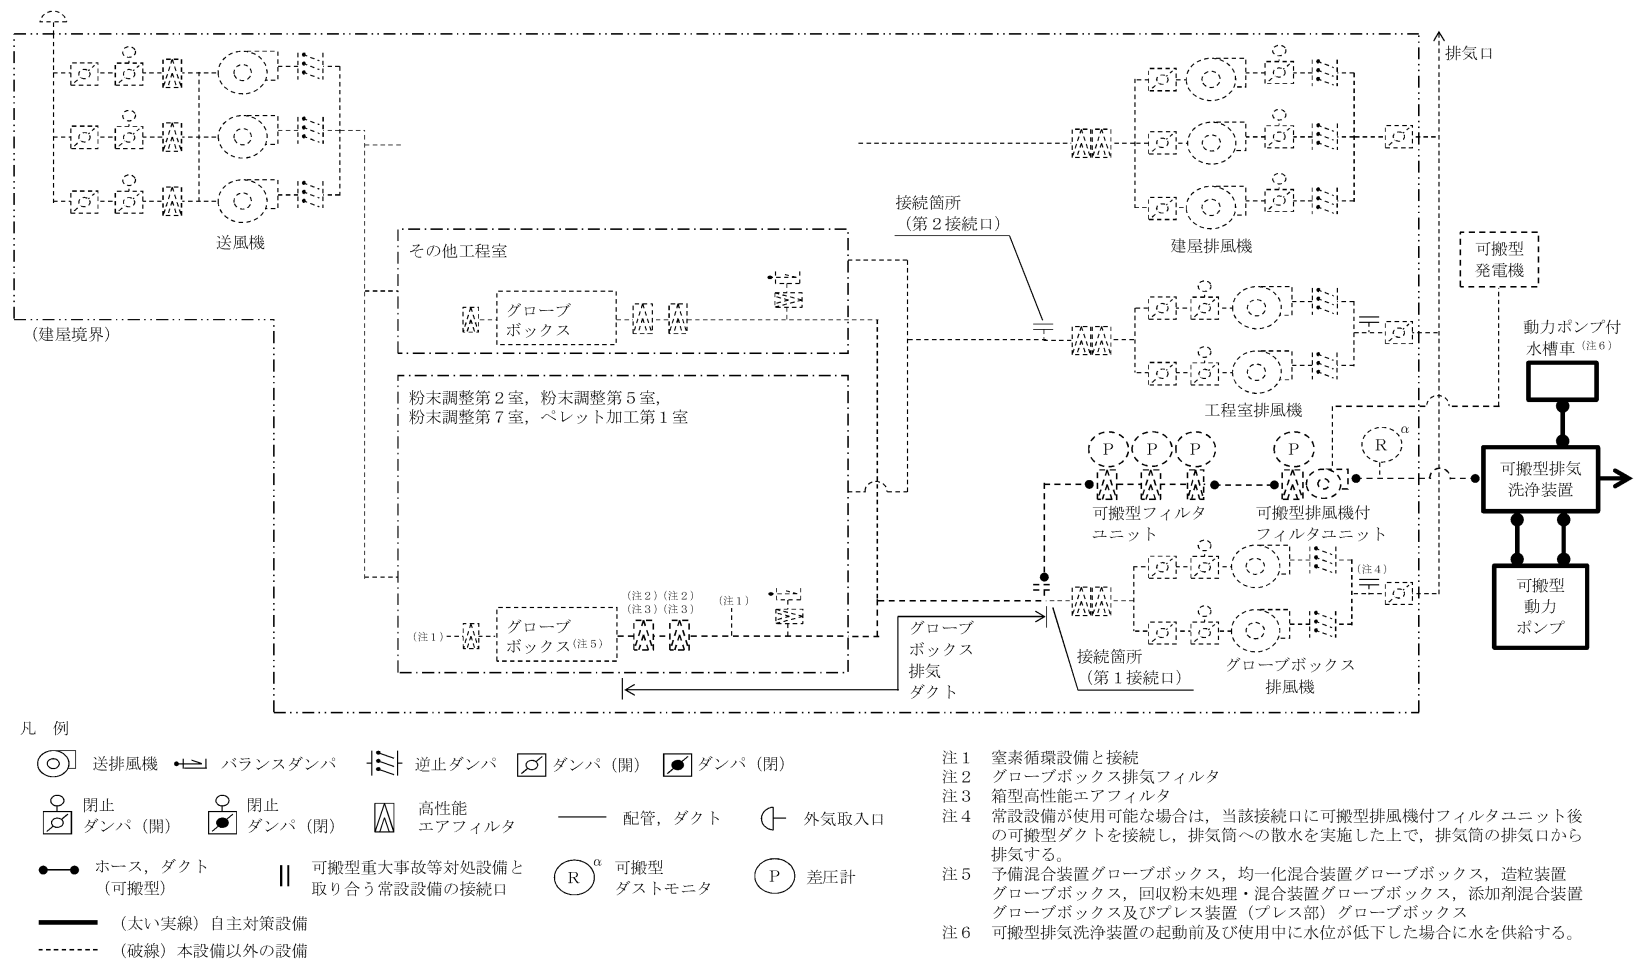 排気口
送風機
接続箇所
（第２接続口）
建屋排風機
可搬型
発電機
その他工程室
グローブ
ボックス
（建屋境界）
動力ポンプ付
水槽車（注６）
粉末調整第２室，粉末調整第５室，
粉末調整第７室，ペレット加工第１室
工程室排風機
P
P
P
P
R
α
可搬型排気
洗浄装置
可搬型フィルタ
ユニット
可搬型排風機付
フィルタユニット
（注４）
可搬型
動力
ポンプ
（注２）（注２）
（注３）（注３）
（注１）
（注１）
グローブ
ボックス（注５）
グローブ
ボックス
排気
ダクト
接続箇所
（第１接続口）
グローブボックス
排風機
凡　例
送排風機
バランスダンパ
逆止ダンパ
ダンパ（開）
ダンパ（閉）
閉止
ダンパ（開）
閉止
ダンパ（閉）
高性能
エアフィルタ
配管，ダクト
外気取入口
ホース，ダクト
（可搬型）
可搬型重大事故等対処設備と
取り合う常設設備の接続口
R
α
可搬型
ダストモニタ
P
差圧計
（太い実線）自主対策設備
（破線）本設備以外の設備
注１　窒素循環設備と接続
注２　グローブボックス排気フィルタ
注３　箱型高性能エアフィルタ
注４　常設設備が使用可能な場合は，当該接続口に可搬型排風機付フィルタユニット後
の可搬型ダクトを接続し，排気筒への散水を実施した上で，排気筒の排気口から
排気する。
注５　予備混合装置グローブボックス，均一化混合装置グローブボックス，造粒装置
グローブボックス，回収粉末処理・混合装置グローブボックス，添加剤混合装置
グローブボックス及びプレス装置（プレス部）グローブボックス
注６　可搬型排気洗浄装置の起動前及び使用中に水位が低下した場合に水を供給する。